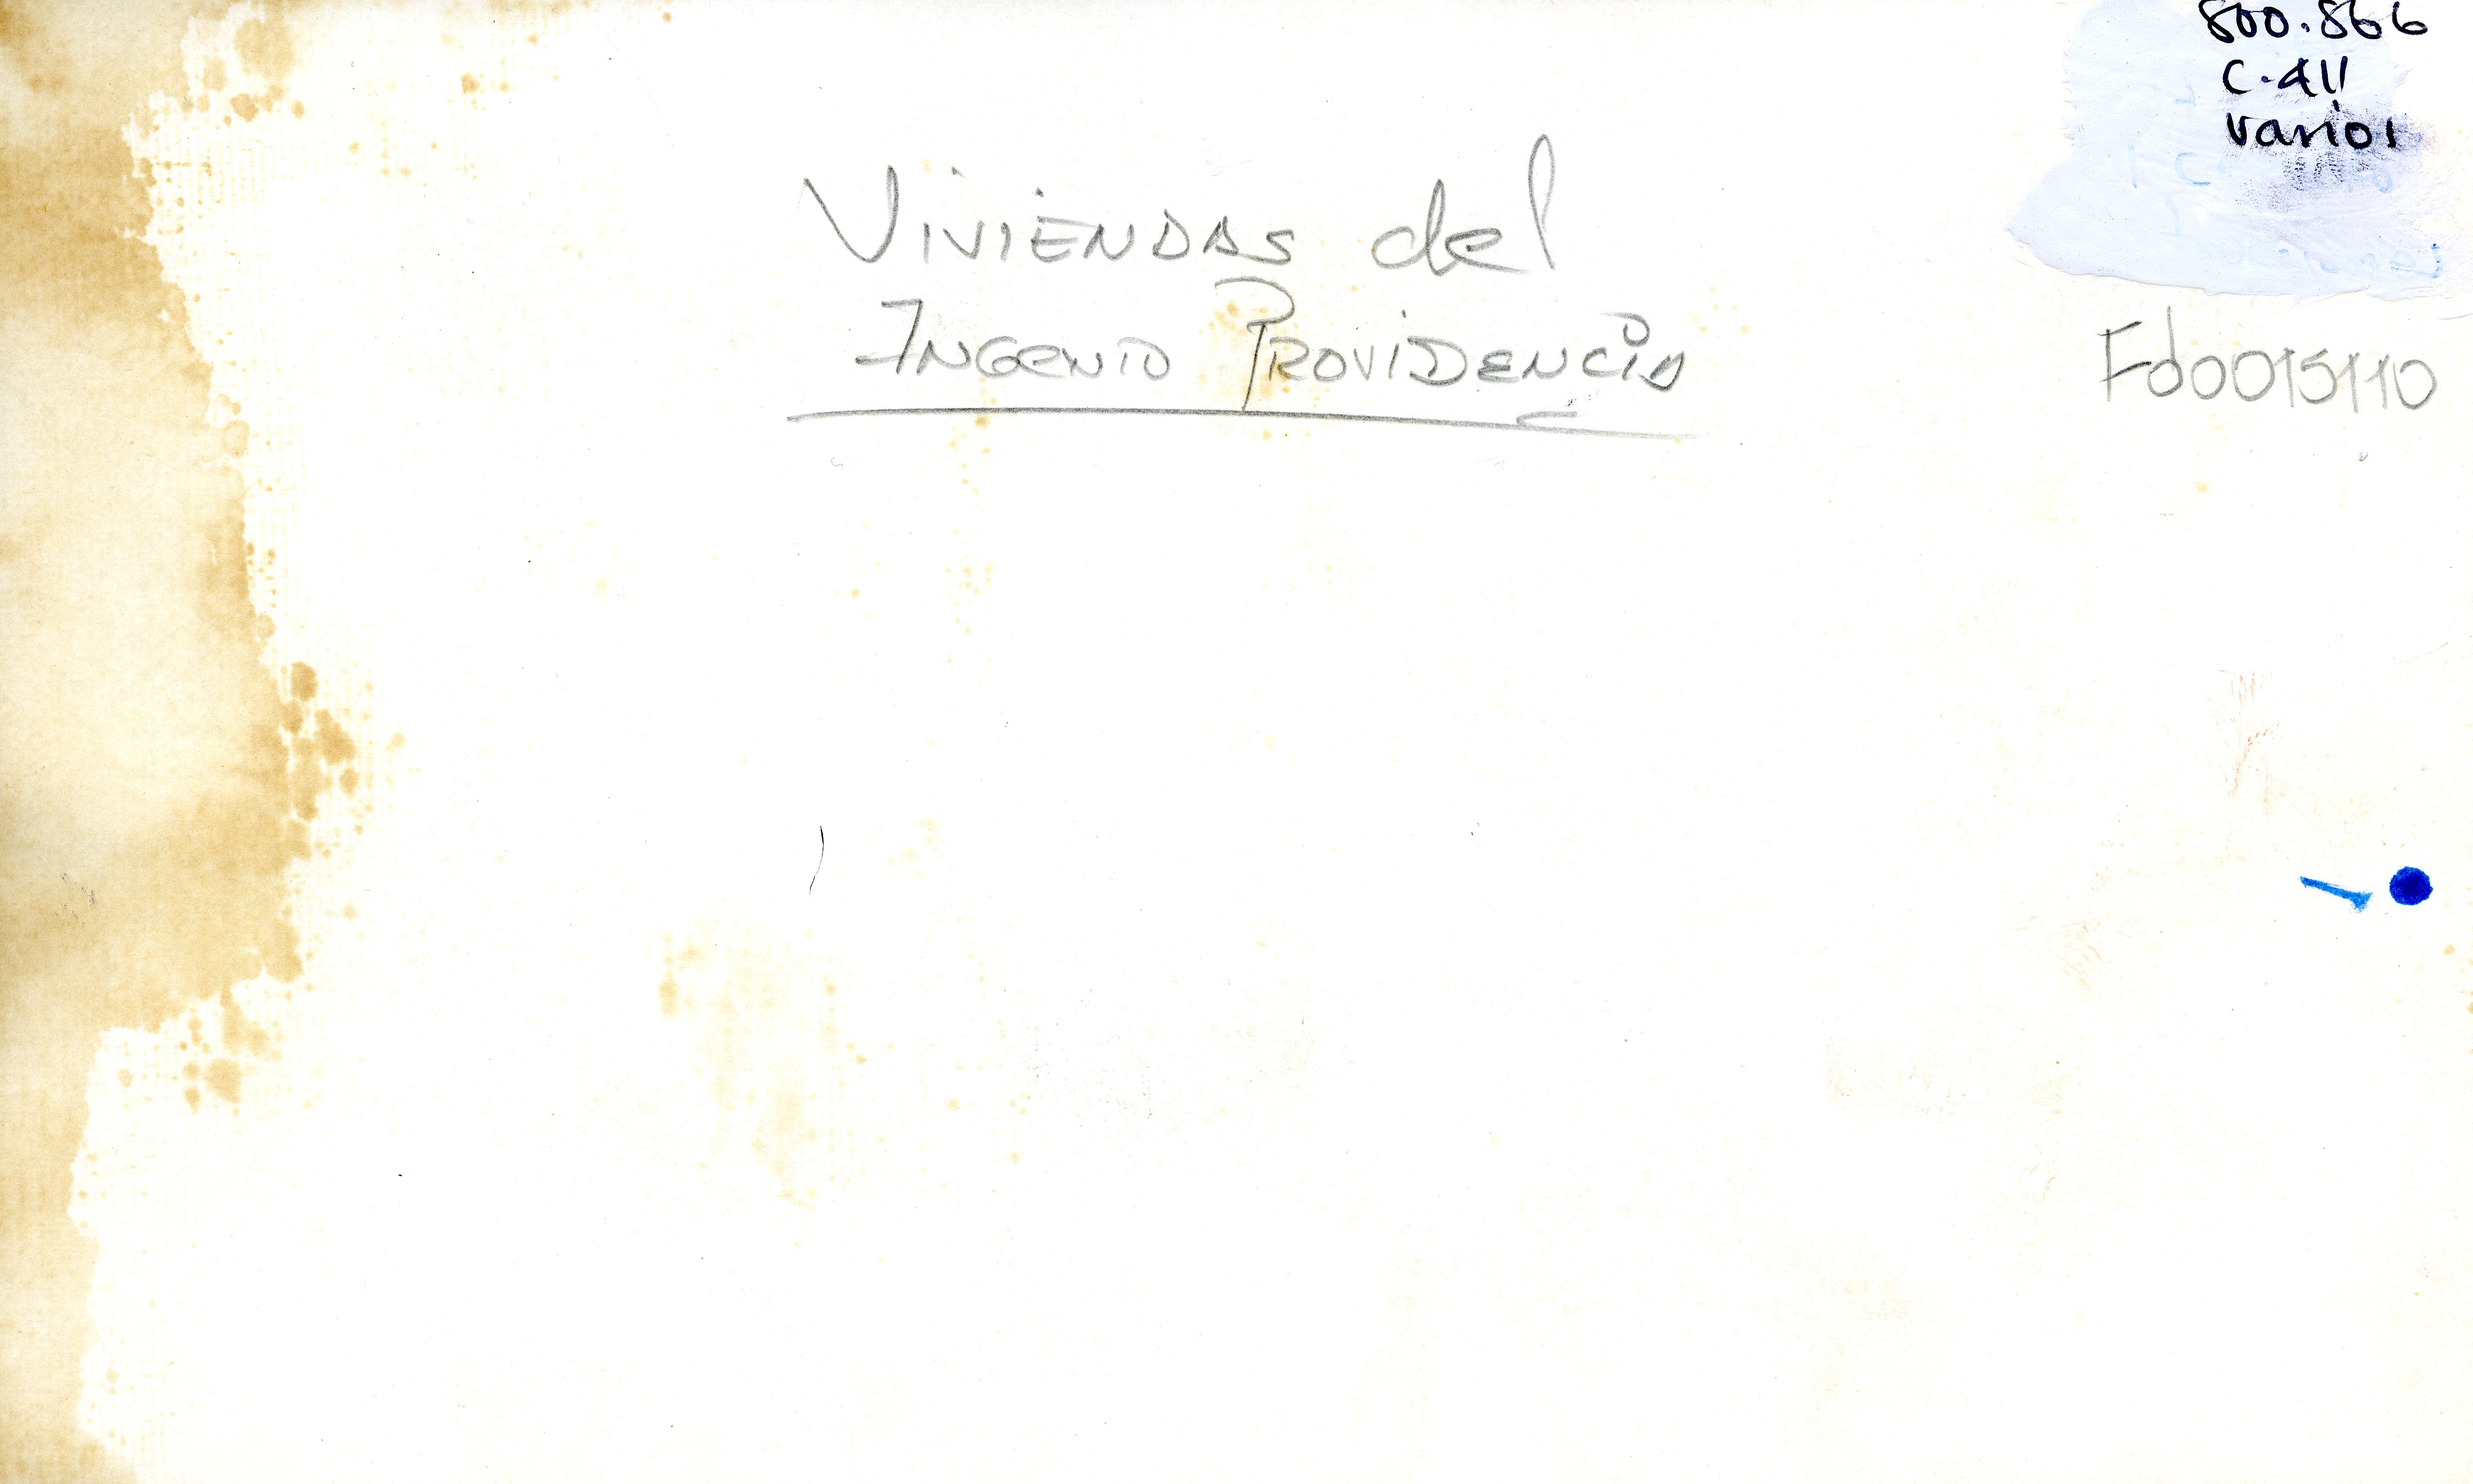 800.866
C.411
varios
Viviendas del
Ingenio Providencia
Fd0015110